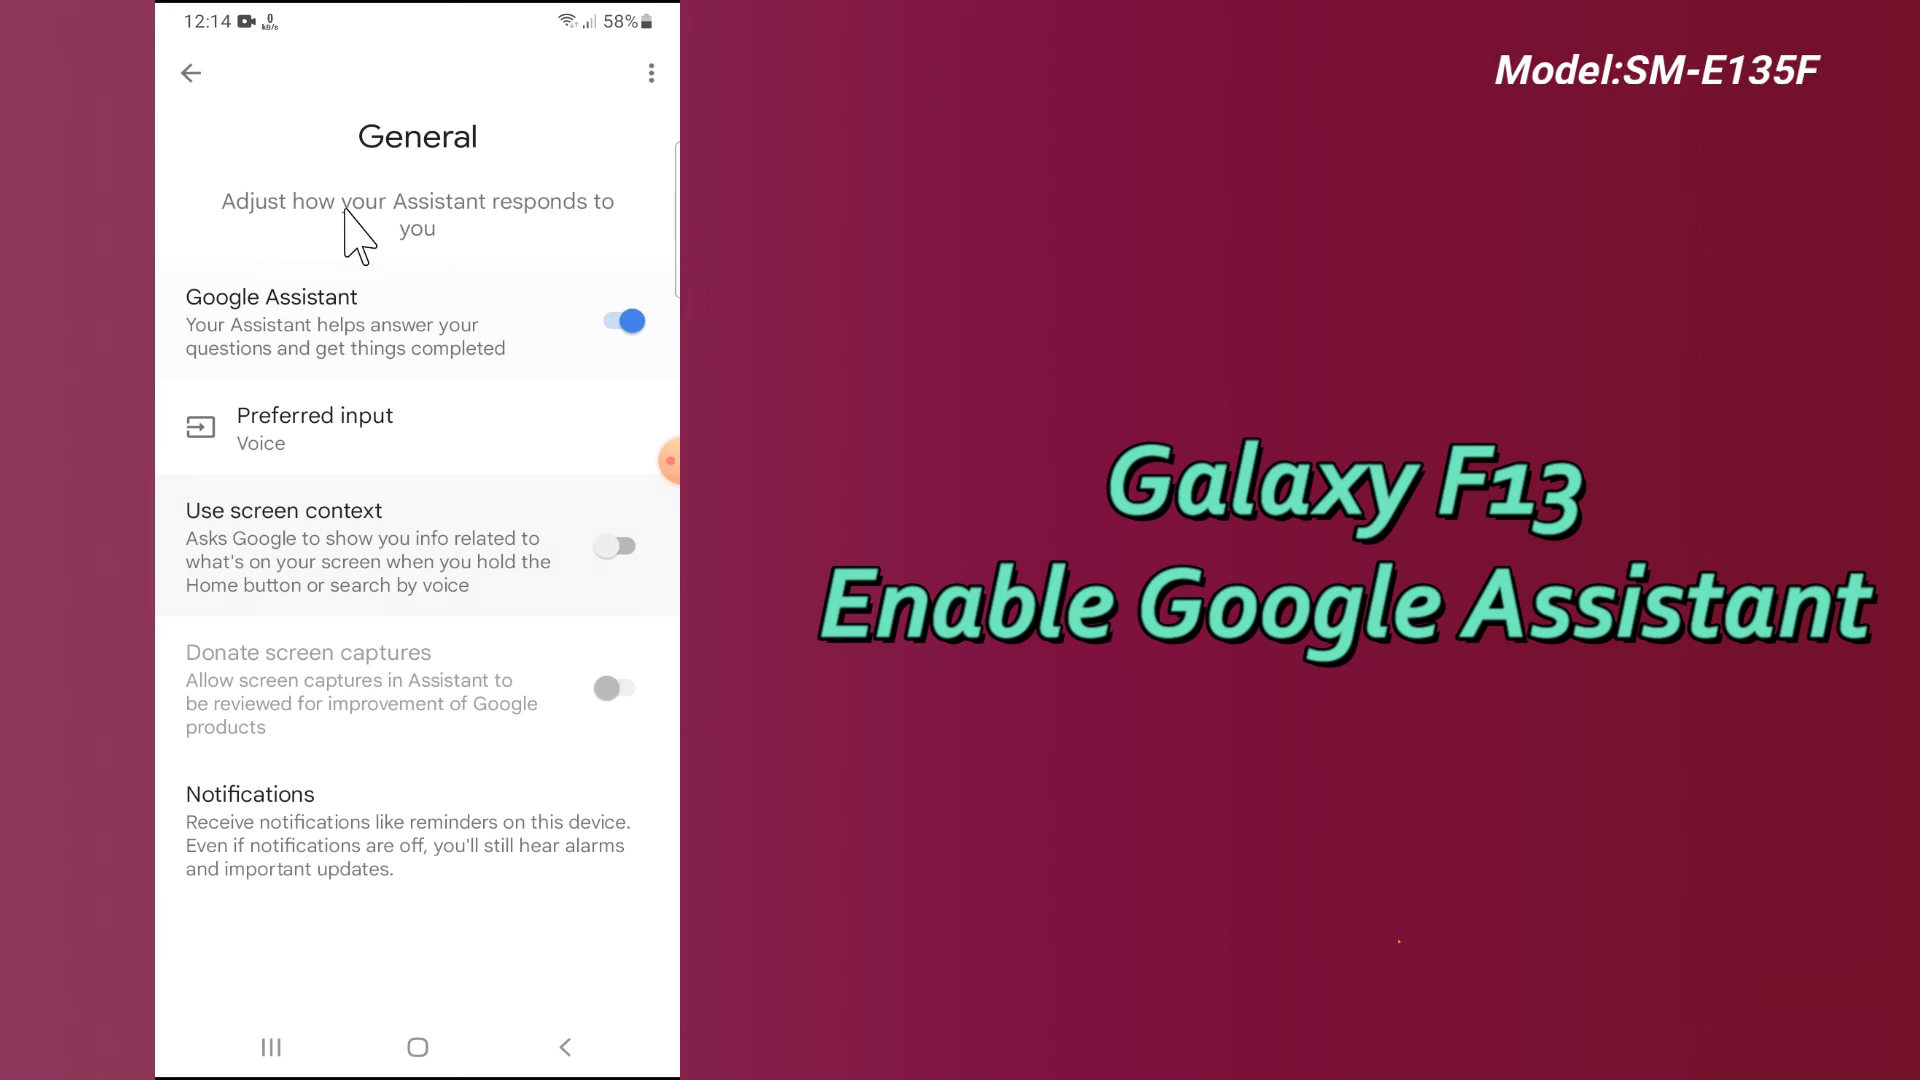 12:14 0 kB/s 58%
General
Adjust how your Assistant responds to
you
Google Assistant
Your Assistant helps answer your
questions and get things completed
Preferred input
Voice
Use screen context
Asks Google to show you info related to
what's on your screen when you hold the
Home button or search by voice
Donate screen captures
Allow screen captures in Assistant to
be reviewed for improvement of Google
products
Notifications
Receive notifications like reminders on this device.
Even if notifications are off, you'll still hear alarms
and important updates.
Model:SM-E135F
Galaxy F13
Enable Google Assistant